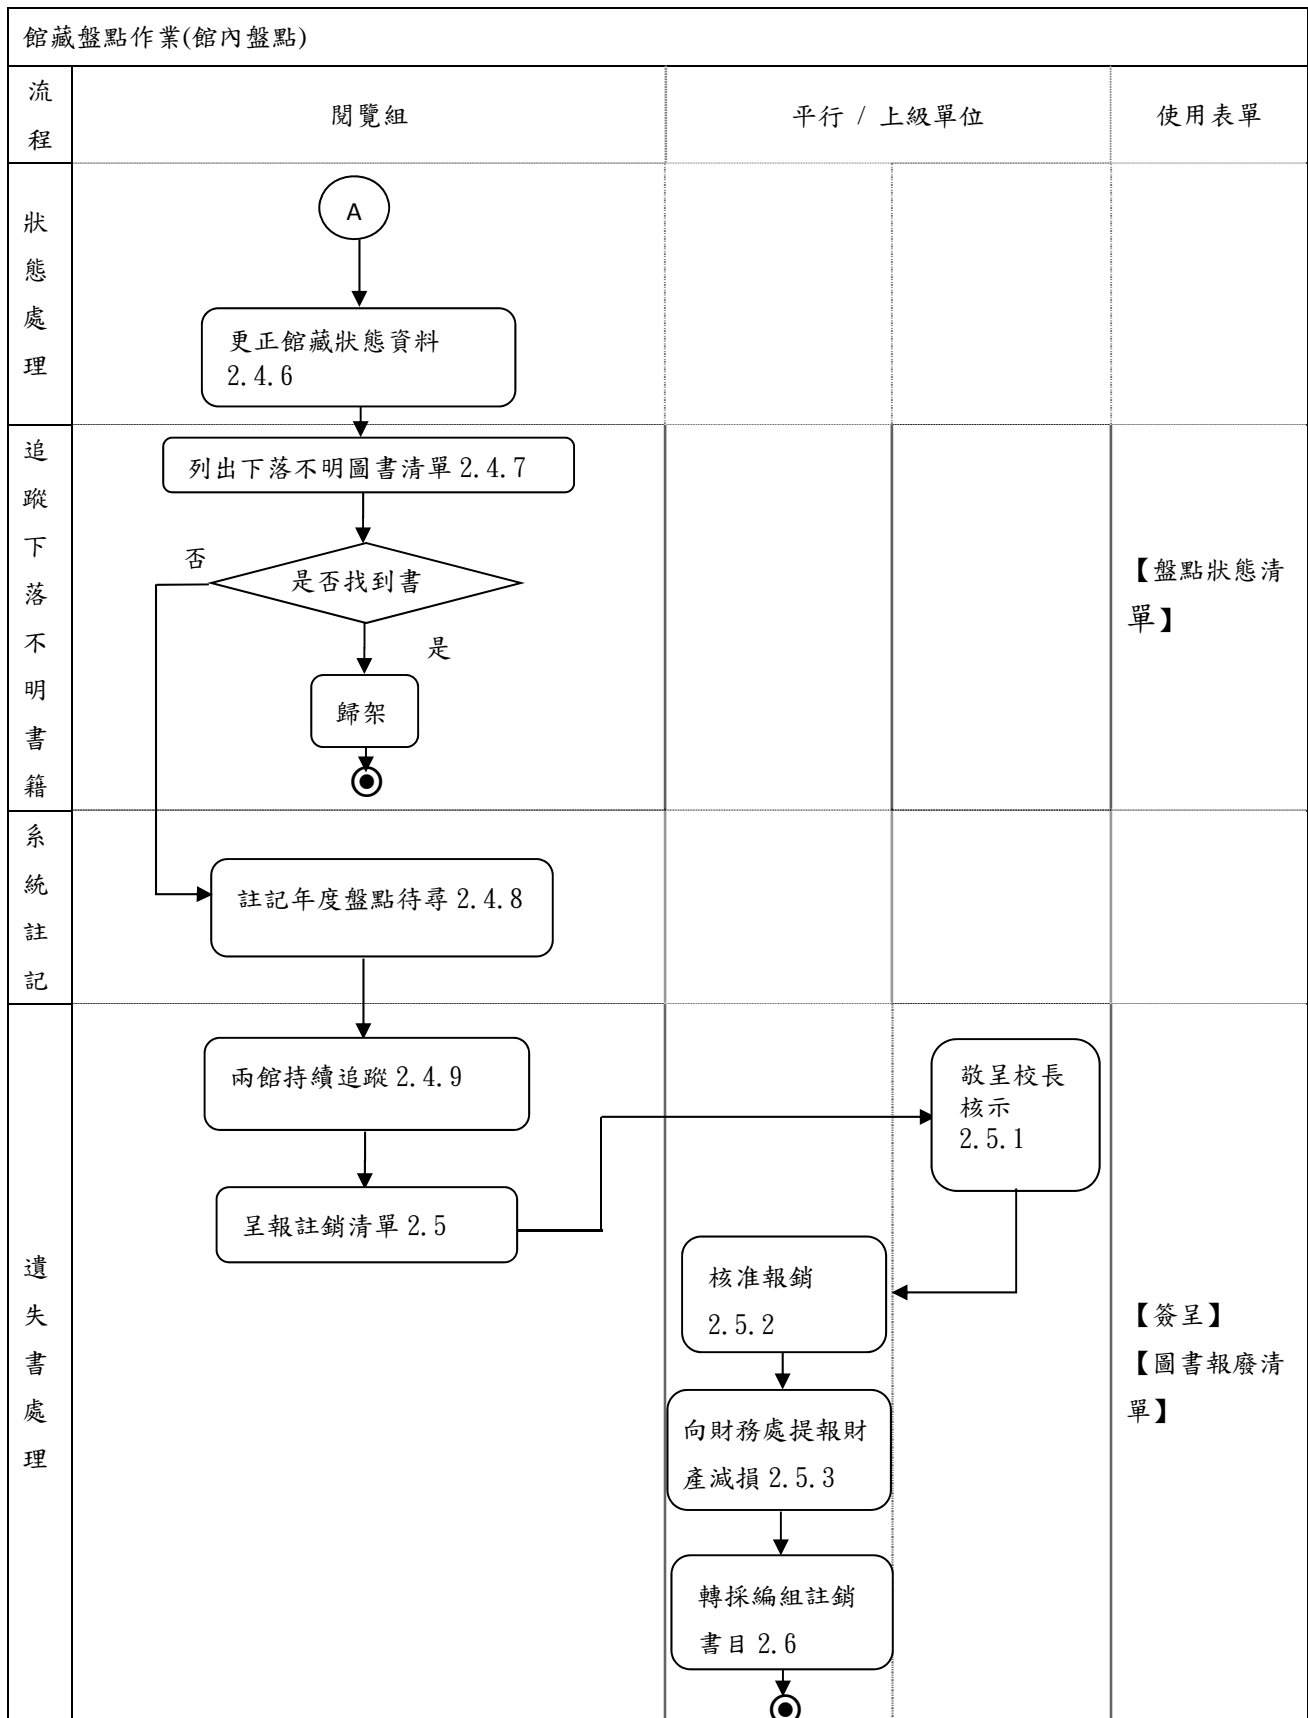 館藏盤點作業(館內盤點)
流
程
閱覽組
平行 / 上級單位
使用表單
狀
態
處
理
A
更正館藏狀態資料
2.4.6
追
蹤
下
落
不
明
書
籍
列出下落不明圖書清單 2.4.7
否
是否找到書
是
歸架
【盤點狀態清
單】
系
統
註
記
註記年度盤點待尋 2.4.8
遺
失
書
處
理
兩館持續追蹤 2.4.9
敬呈校長
核示
2.5.1
呈報註銷清單 2.5
核准報銷
2.5.2
向財務處提報財
產減損 2.5.3
轉採編組註銷
書目 2.6
【簽呈】
【圖書報廢清
單】